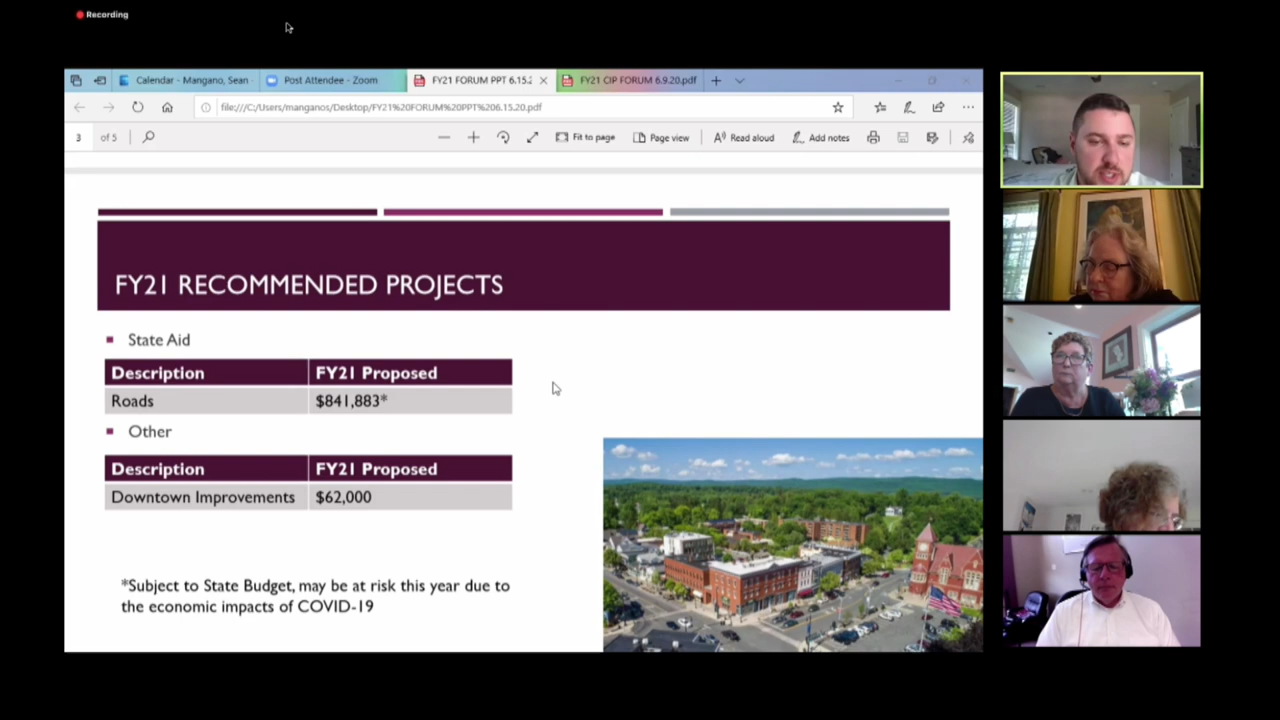 Recording
Calendar - Mangano, Sean
Post Attendee - Zoom
FY21 FORUM PPT 6.15.2
FY21 CIP FORUM 6.9.20.pdf
file:///C:/Users/manganos/Desktop/FY21%20FORUM%20PPT%206.15.20.pdf
3 of 5
Fit to page
Page view
Read aloud
Add notes
FY21 RECOMMENDED PROJECTS
State Aid
Description FY21 Proposed
Roads $841,883*
Other
Description FY21 Proposed
Downtown Improvements $62,000
*Subject to State Budget, may be at risk this year due to
the economic impacts of COVID-19